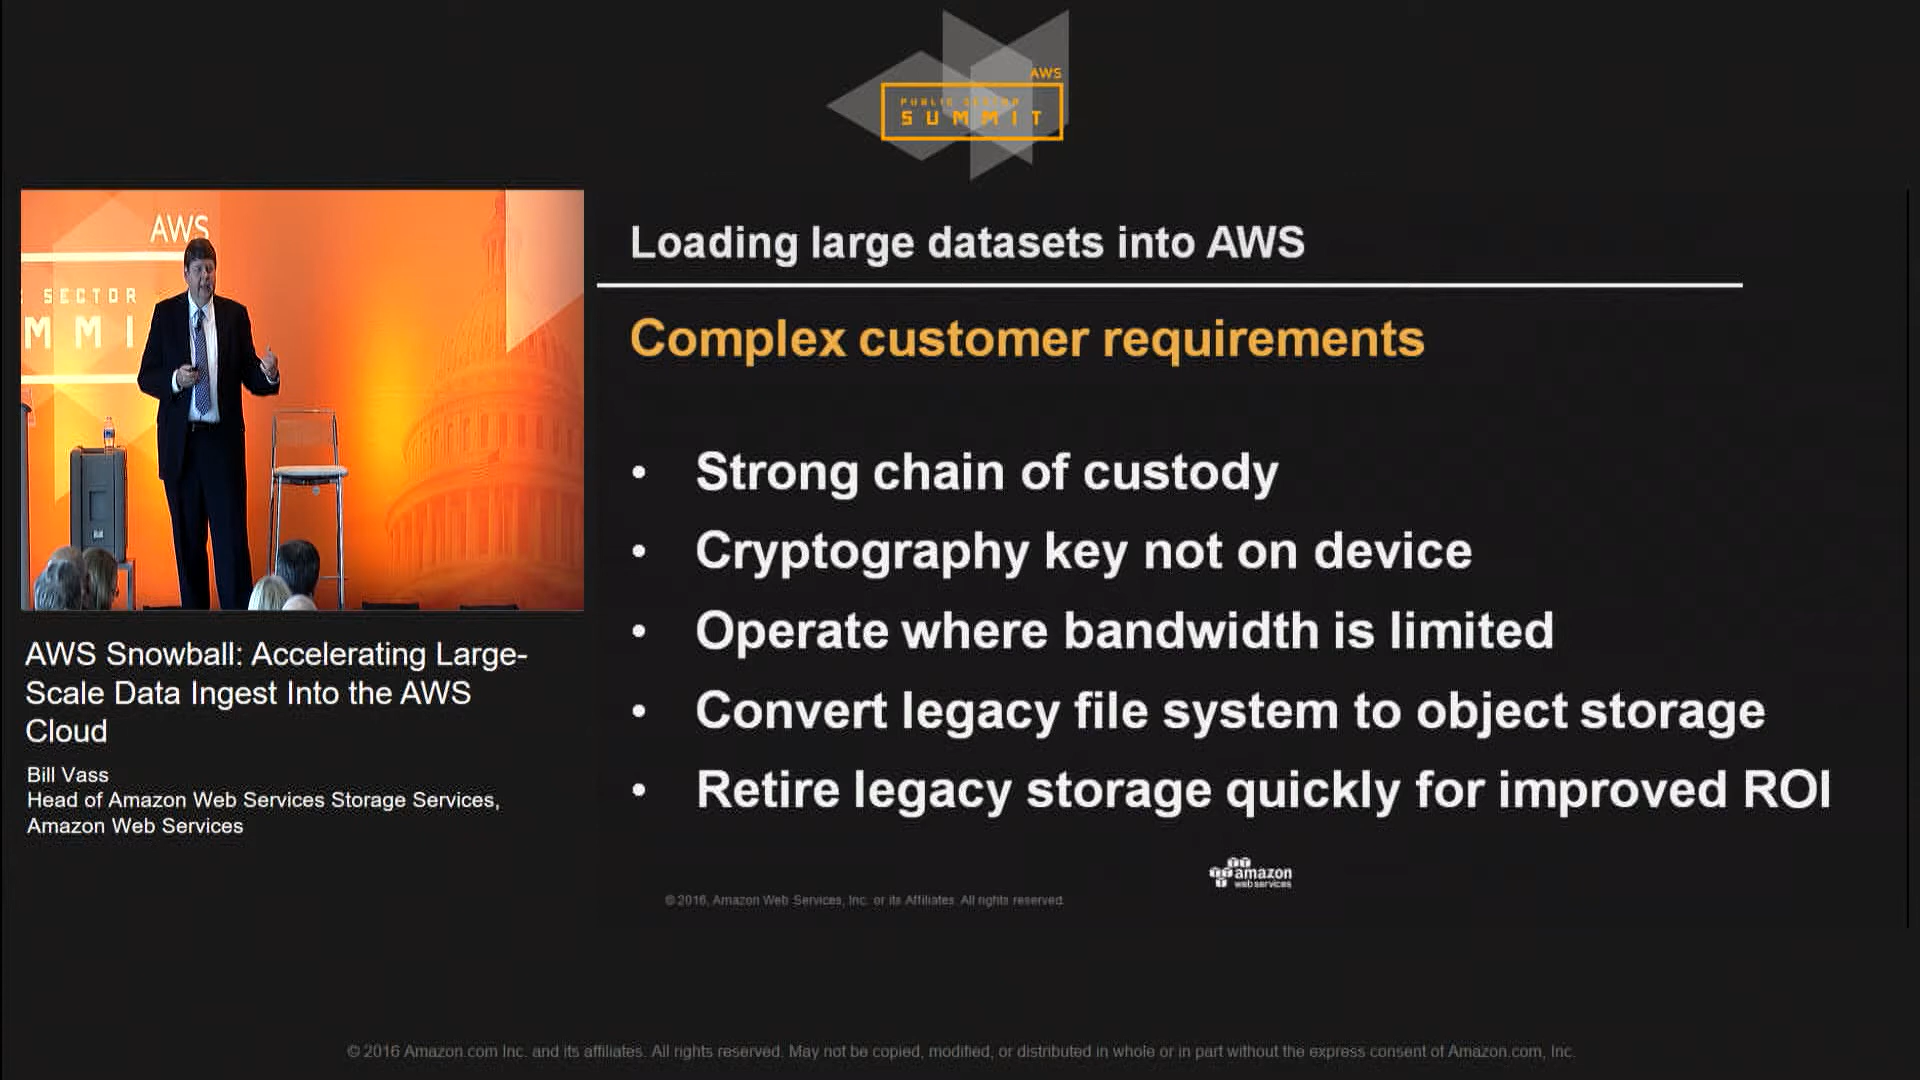 AWS
PUBLIC SECTOR
SUMMIT
AWS
SECTOR
MMI
Loading large datasets into AWS
Complex customer requirements
• Strong chain of custody
• Cryptography key not on device
• Operate where bandwidth is limited
• Convert legacy file system to object storage
• Retire legacy storage quickly for improved ROI
amazon
web services
© 2016, Amazon Web Services, Inc. or its Affiliates. All rights reserved.
AWS Snowball: Accelerating Large-
Scale Data Ingest Into the AWS
Cloud
Bill Vass
Head of Amazon Web Services Storage Services,
Amazon Web Services
© 2016 Amazon.com Inc. and its affiliates. All rights reserved. May not be copied, modified, or distributed in whole or in part without the express consent of Amazon.com, Inc.